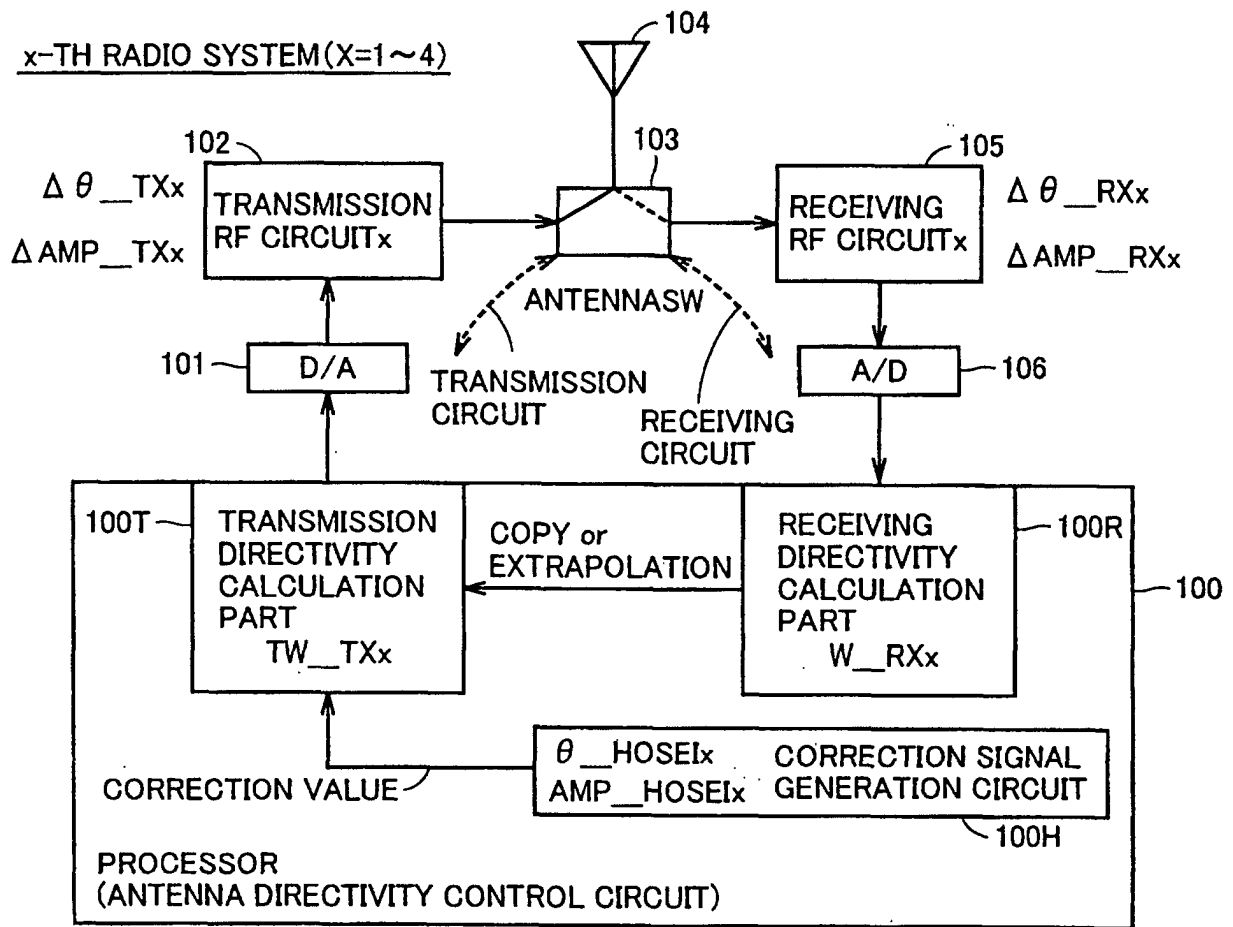 x-TH RADIO SYSTEM(X=1~4)
104
102
103
105
Δθ__TXx
ΔAMP__TXx
TRANSMISSION
RF CIRCUITx
RECEIVING
RF CIRCUITx
Δθ__RXx
ΔAMP__RXx
ANTENNASW
101
D/A
TRANSMISSION
CIRCUIT
RECEIVING
CIRCUIT
A/D
106
100T
TRANSMISSION
DIRECTIVITY
CALCULATION
PART
TW__TXx
COPY or
EXTRAPOLATION
RECEIVING
DIRECTIVITY
CALCULATION
PART
W__RXx
100R
100
CORRECTION VALUE
θ__HOSEIx
AMP__HOSEIx
CORRECTION SIGNAL
GENERATION CIRCUIT
100H
PROCESSOR
(ANTENNA DIRECTIVITY CONTROL CIRCUIT)